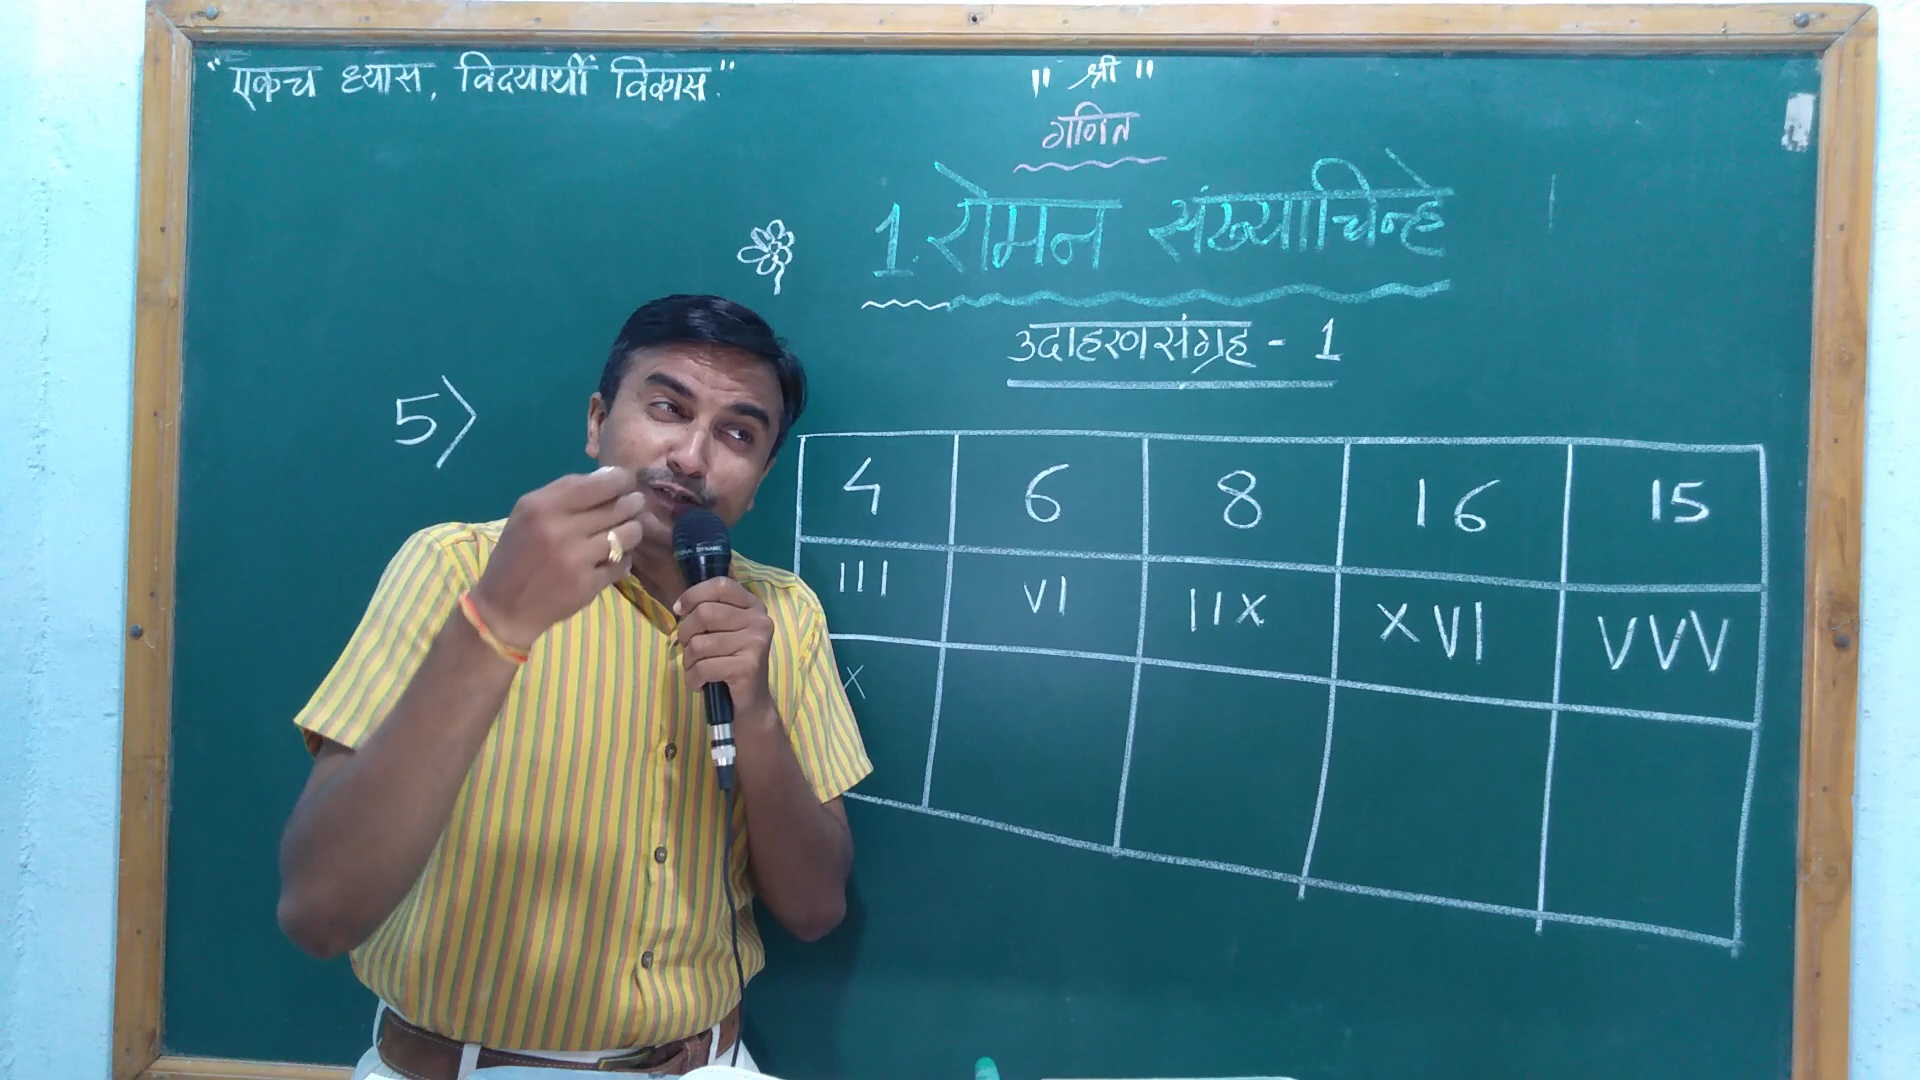 "एकच ध्यास, विदयार्थी विकास."
॥ श्री ॥
गणित
1. रोमन संख्याचिन्हे
उदाहरणसंग्रह - 1
5)
4 6 8 16 15
III VI IIX XVI VVV
X